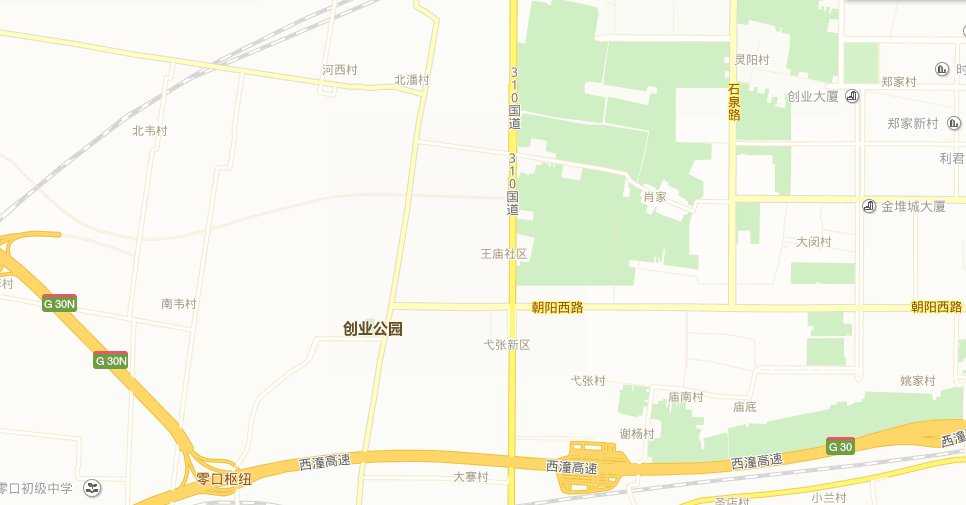 灵阳村
河西村
北潘村
时
郑家村
310国道
石泉路
创业大厦
郑家新村
北韦村
利君
310国道
肖家
金堆城大厦
大闵村
王庙社区
村
G 30N
南韦村
朝阳西路
朝阳西路
创业公园
弋张新区
G 30N
弋张村
姚家村
庙南村
庙底
谢杨村
G 30
西潼
西潼高速
西潼高速
西潼高速
零口枢纽
大寨村
零口初级中学
圣店村
小兰村